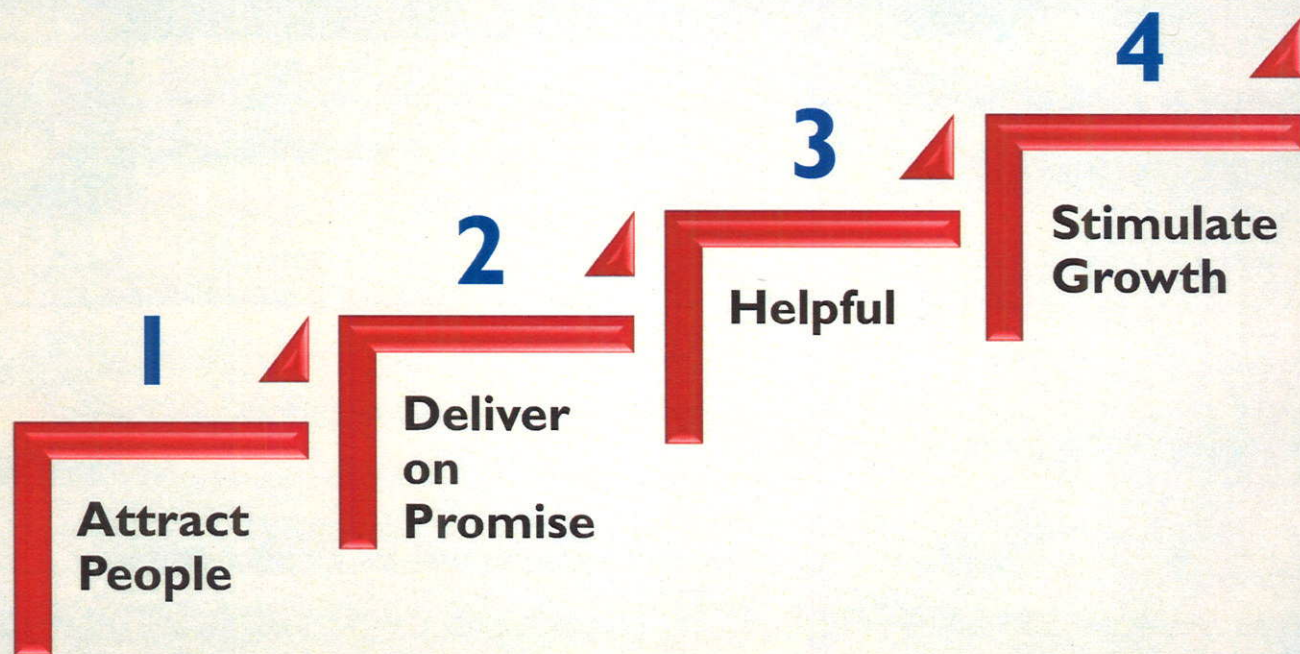 1
Attract
People
2
Deliver
on
Promise
3
Helpful
4
Stimulate
Growth